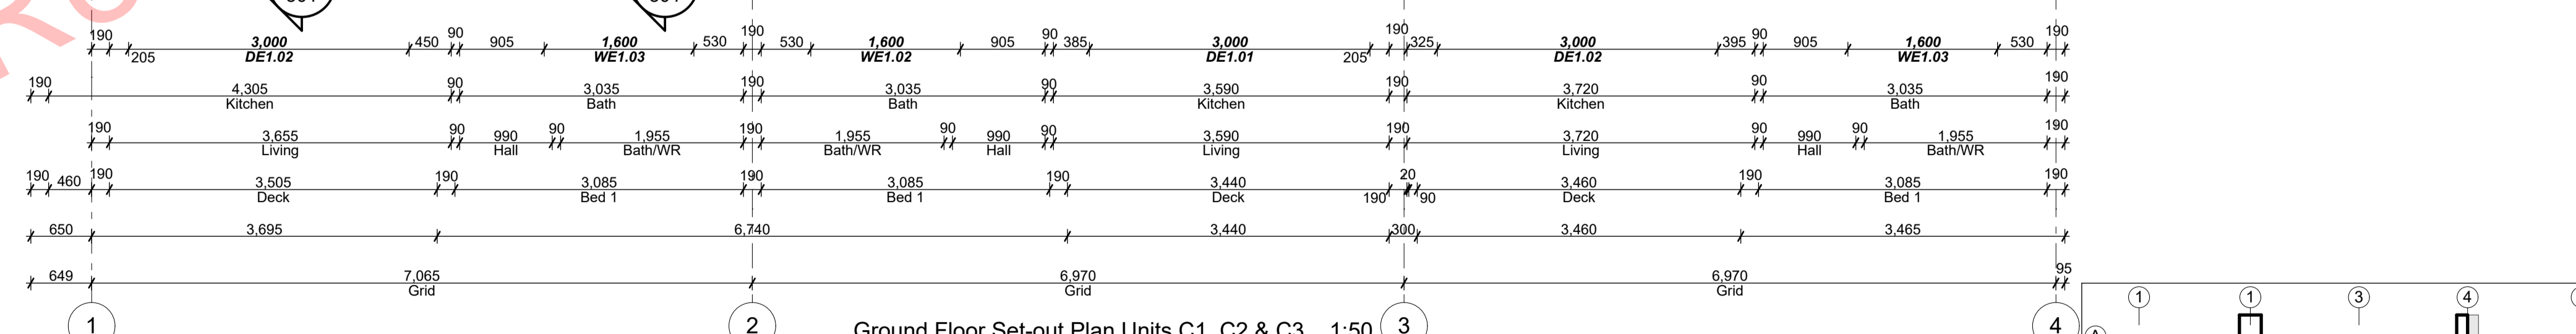 190 3,000 450 90 905 1,600 530 190 530 1,600 905 90 385 3,000 190 325 3,000 395 90 905 1,600 530 190
205 DE1.02 WE1.03 WE1.02 DE1.01 205 DE1.02 WE1.03
190 4,305 90 3,035 190 3,035 90 3,590 190 3,720 90 3,035 190
Kitchen Bath Bath Kitchen Kitchen Bath
190 3,655 90 990 90 1,955 190 1,955 90 990 90 3,590 190 3,720 90 990 90 1,955 190
Living Hall Bath/WR Bath/WR Hall Living Living Hall Bath/WR
190 460 190 3,505 190 3,085 190 3,085 190 3,440 20 3,460 190 3,085 190
Deck Bed 1 Bed 1 Deck 190 90 Deck Bed 1
650 3,695 6,740 3,440 300 3,460 3,465
649 7,065 6,970 6,970 95
Grid Grid Grid
1 3 4
1 2 Ground Floor Set-out Plan Units C1, C2 & C3 1:50 3 4